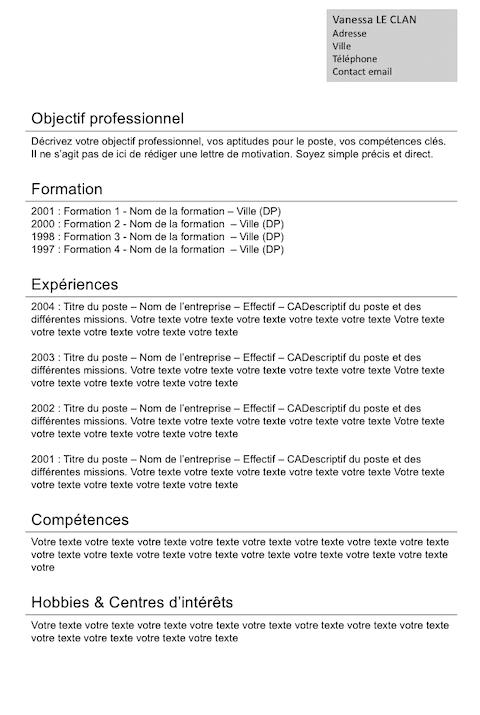 Vanessa LE CLAN
Adresse
Ville
Téléphone
Contact email
Objectif professionnel
Décrivez votre objectif professionnel, vos aptitudes pour le poste, vos compétences clés.
Il ne s’agit pas de ici de rédiger une lettre de motivation. Soyez simple précis et direct.
Formation
2001 : Formation 1 - Nom de la formation – Ville (DP)
2000 : Formation 2 - Nom de la formation  – Ville (DP)
1998 : Formation 3 - Nom de la formation  – Ville (DP)
1997 : Formation 4 - Nom de la formation  – Ville (DP)
Expériences
2004 : Titre du poste – Nom de l’entreprise – Effectif – CADescriptif du poste et des
différentes missions. Votre texte votre texte votre texte votre texte votre texte Votre texte
votre texte votre texte votre texte votre texte
2003 : Titre du poste – Nom de l’entreprise – Effectif – CADescriptif du poste et des
différentes missions. Votre texte votre texte votre texte votre texte votre texte Votre texte
votre texte votre texte votre texte votre texte
2002 : Titre du poste – Nom de l’entreprise – Effectif – CADescriptif du poste et des
différentes missions. Votre texte votre texte votre texte votre texte votre texte Votre texte
votre texte votre texte votre texte votre texte
2001 : Titre du poste – Nom de l’entreprise – Effectif – CADescriptif du poste et des
différentes missions. Votre texte votre texte votre texte votre texte votre texte Votre texte
votre texte votre texte votre texte votre texte
Compétences
Votre texte votre texte votre texte votre texte votre texte votre texte votre texte votre texte
votre texte votre texte votre texte votre texte votre texte votre texte votre texte votre texte
votre
Hobbies & Centres d’intérêts
Votre texte votre texte votre texte votre texte votre texte votre texte votre texte votre texte
votre texte votre texte votre texte votre texte